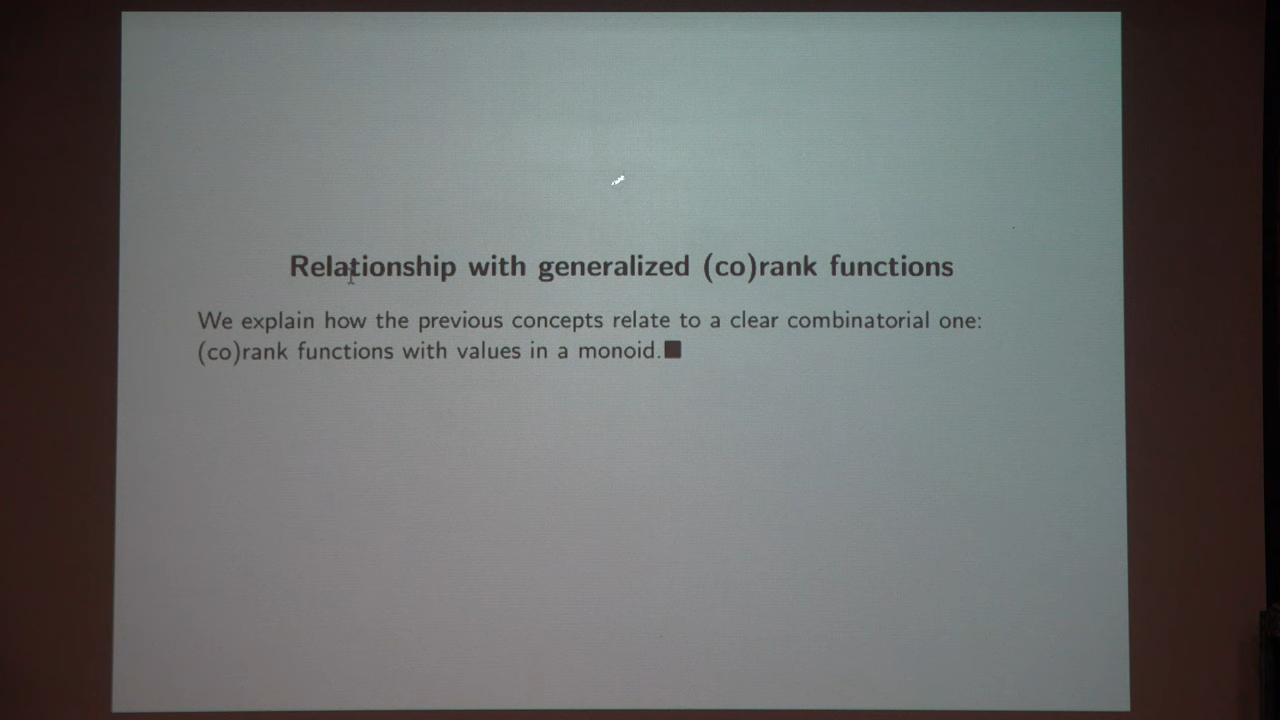 Relationship with generalized (co)rank functions
We explain how the previous concepts relate to a clear combinatorial one:
(co)rank functions with values in a monoid.■